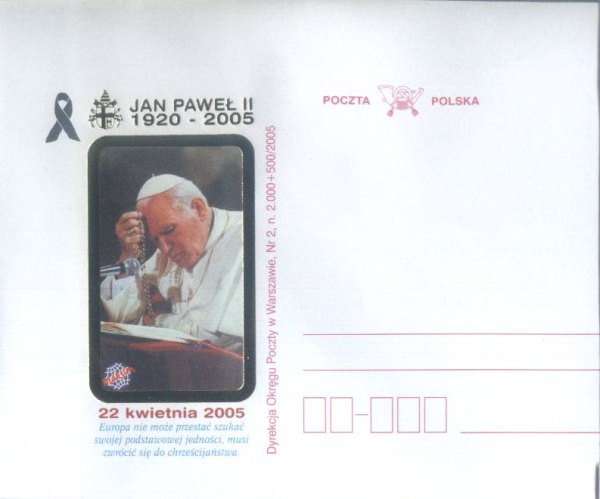 JAN PAWEŁ II
1920 - 2005
POCZTA POLSKA
22 kwietnia 2005
Europa nie może przestać szukać
swojej podstawowej jedności, musi
zwrócić się do chrześcijaństwa.
Dyrekcja Okręgu Poczty w Warszawie, Nr 2, n. 2.000+500/2005